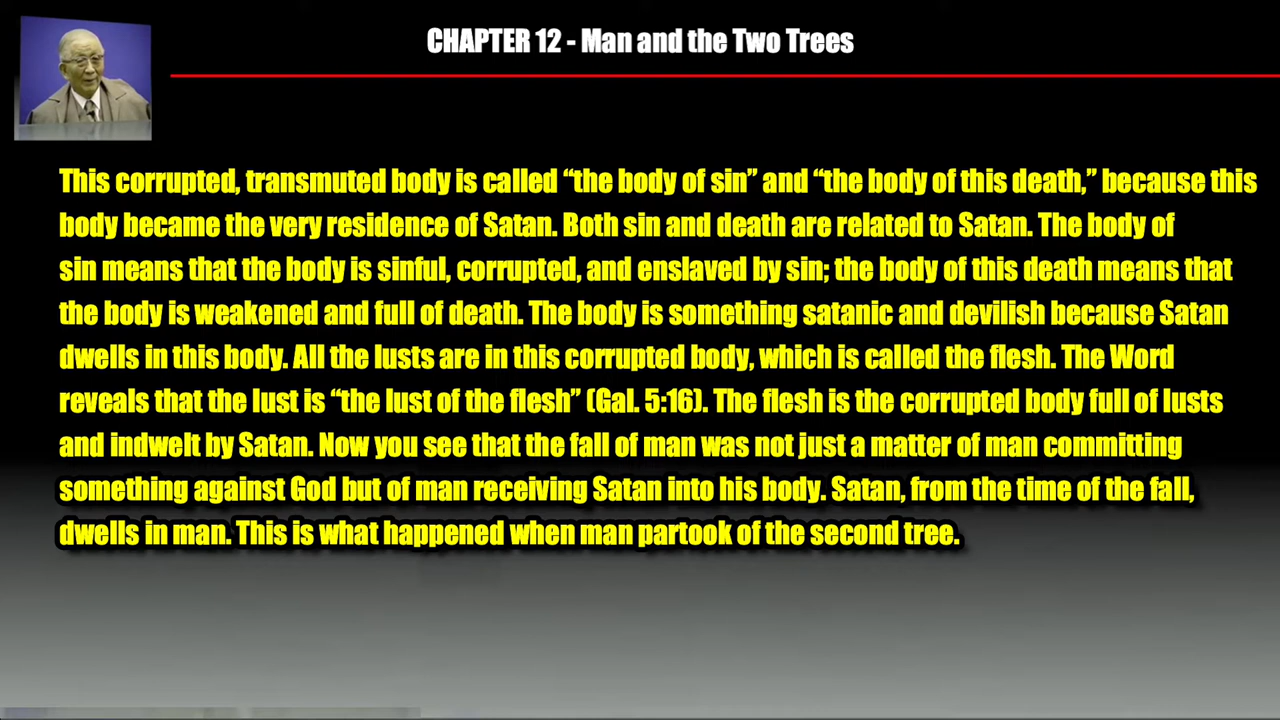 CHAPTER 12 - Man and the Two Trees
This corrupted, transmuted body is called “the body of sin” and “the body of this death,” because this
body became the very residence of Satan. Both sin and death are related to Satan. The body of
sin means that the body is sinful, corrupted, and enslaved by sin; the body of this death means that
the body is weakened and full of death. The body is something satanic and devilish because Satan
dwells in this body. All the lusts are in this corrupted body, which is called the flesh. The Word
reveals that the lust is “the lust of the flesh” (Gal. 5:16). The flesh is the corrupted body full of lusts
and indwelt by Satan. Now you see that the fall of man was not just a matter of man committing
something against God but of man receiving Satan into his body. Satan, from the time of the fall,
dwells in man. This is what happened when man partook of the second tree.